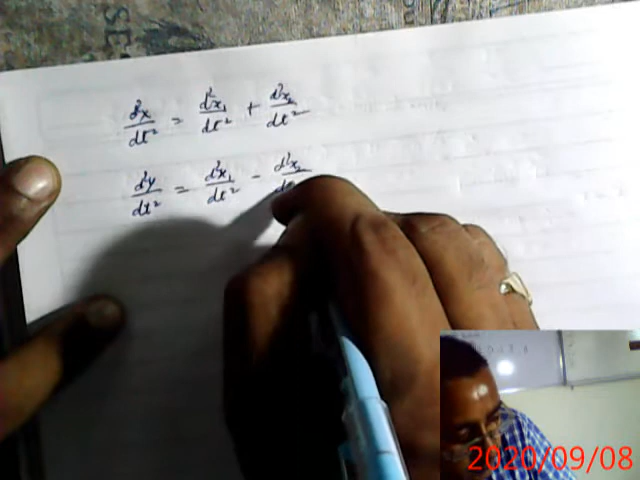 d²x/dt² = d²x₁/dt² + d²x₂/dt²
d²y/dt² = d²x₁/dt² - d²x₂/dt²
2020/09/08